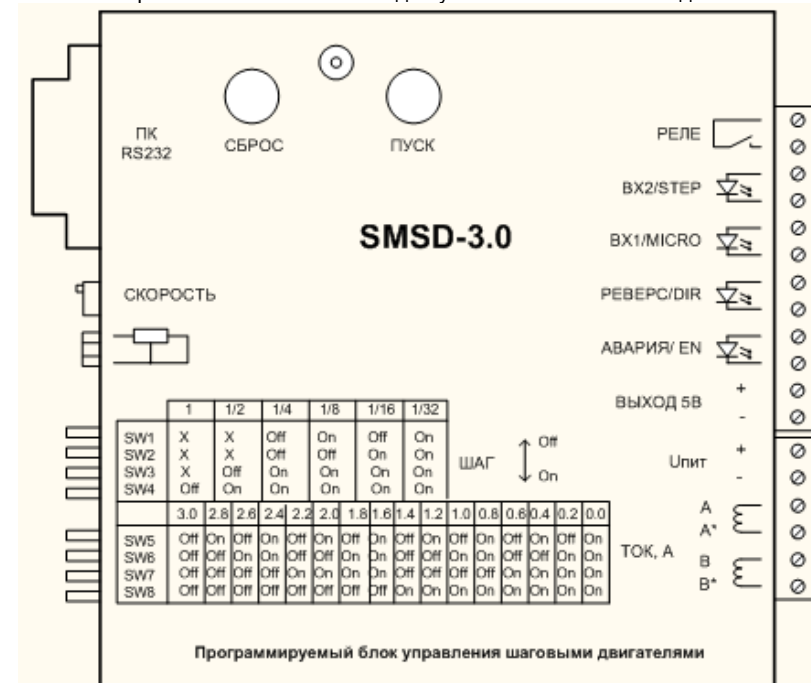 ПК
RS232
СБРОС
ПУСК
SMSD-3.0
СКОРОСТЬ
РЕЛЕ
ВХ2/STEP
ВХ1/MICRO
РЕВЕРС/DIR
АВАРИЯ/ EN
ВЫХОД 5В
+
-
Uпит
+
-
A
A*
B
B*
1 1/2 1/4 1/8 1/16 1/32
SW1 X X Off On Off On
SW2 X X Off Off On On
SW3 X Off On On On On
SW4 Off On On On On On
ШАГ
Off
On
3.0 2.8 2.6 2.4 2.2 2.0 1.8 1.6 1.4 1.2 1.0 0.8 0.6 0.4 0.2 0.0
SW5 Off On Off On Off On Off On Off On Off On Off On Off On
SW6 Off Off On On Off Off On On Off Off On On Off Off On On
SW7 Off Off Off Off On On On On Off Off Off Off On On On On
SW8 Off Off Off Off Off Off Off Off On On On On On On On On
ТОК, А
Программируемый блок управления шаговыми двигателями